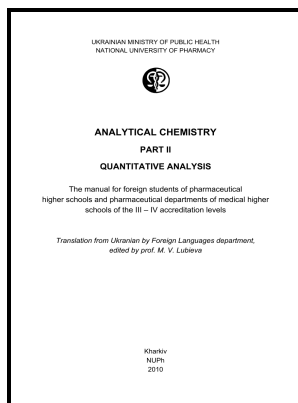 UKRAINIAN MINISTRY OF PUBLIC HEALTH
NATIONAL UNIVERSITY OF PHARMACY
ANALYTICAL CHEMISTRY
PART II
QUANTITATIVE ANALYSIS
The manual for foreign students of pharmaceutical
higher schools and pharmaceutical departments of medical higher
schools of the III – IV accreditation levels
Translation from Ukranian by Foreign Languages department,
edited by prof. M. V. Lubieva
Kharkiv
NUPh
2010